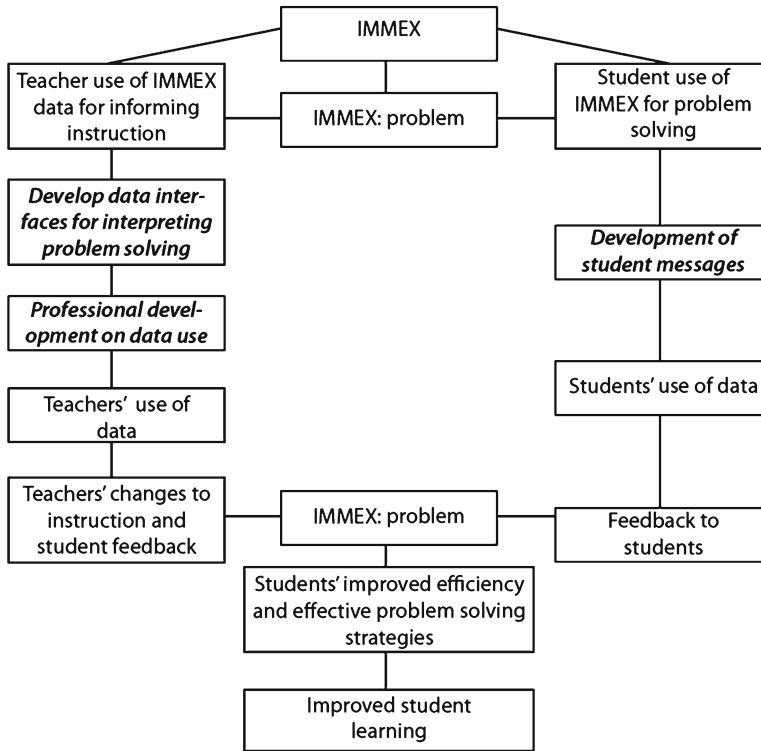 IMMEX
Teacher use of IMMEX
data for informing
instruction
IMMEX: problem
Student use of
IMMEX for problem
solving
Develop data inter-
faces for interpreting
problem solving
Development of
student messages
Professional devel-
opment on data use
Students’ use of data
Teachers’ use of
data
Teachers’ changes to
instruction and
student feedback
IMMEX: problem
Feedback to
students
Students’ improved efficiency
and effective problem solving
strategies
Improved student
learning